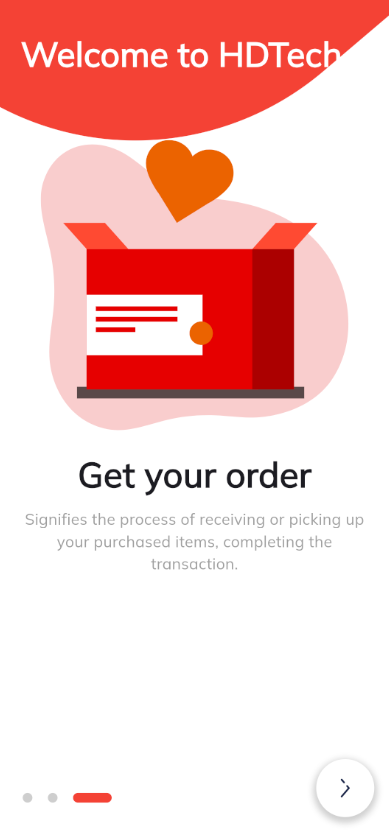 Welcome to HDTech
Get your order
Signifies the process of receiving or picking up
your purchased items, completing the
transaction.